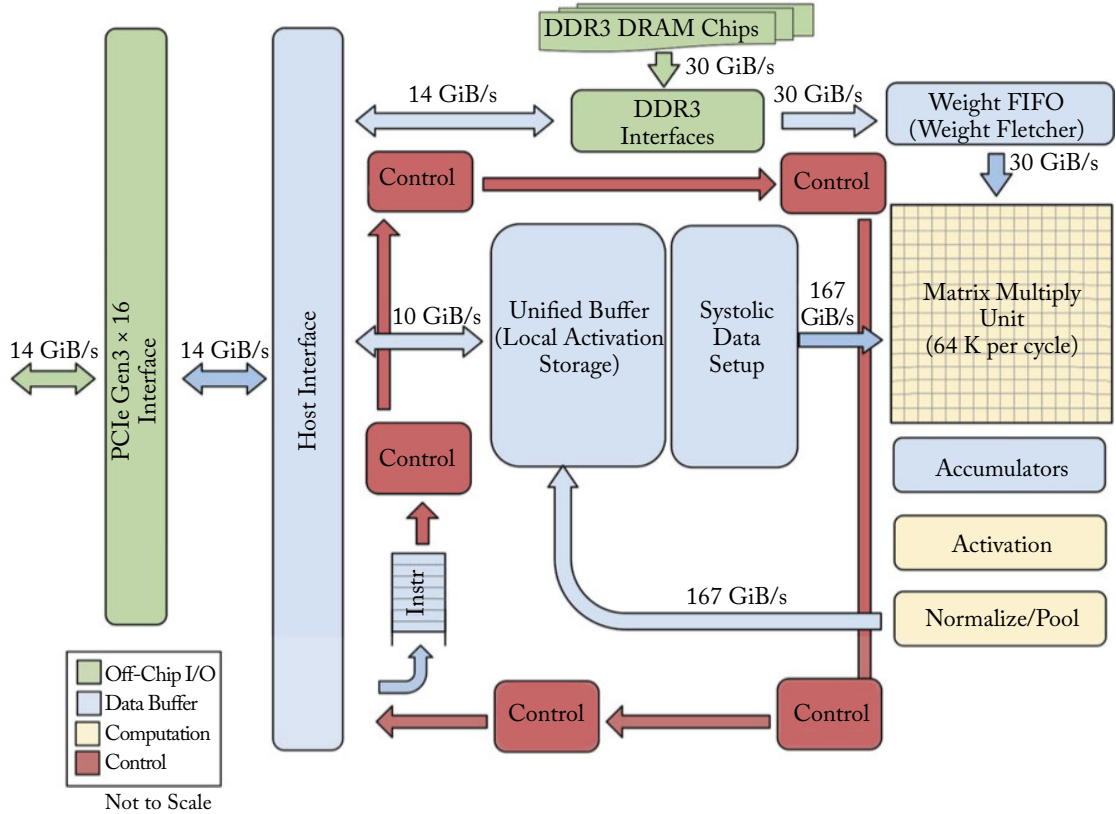 DDR3 DRAM Chips
30 GiB/s
14 GiB/s
DDR3
Interfaces
30 GiB/s
Weight FIFO
(Weight Fletcher)
30 GiB/s
Control
Control
Matrix Multiply
Unit
(64 K per cycle)
Unified Buffer
(Local Activation
Storage)
Systolic
Data
Setup
167
GiB/s
10 GiB/s
14 GiB/s
PCIe Gen3 × 16
Interface
14 GiB/s
Host Interface
Control
Accumulators
Activation
Normalize/Pool
167 GiB/s
Instr
Control
Control
Off-Chip I/O
Data Buffer
Computation
Control
Not to Scale